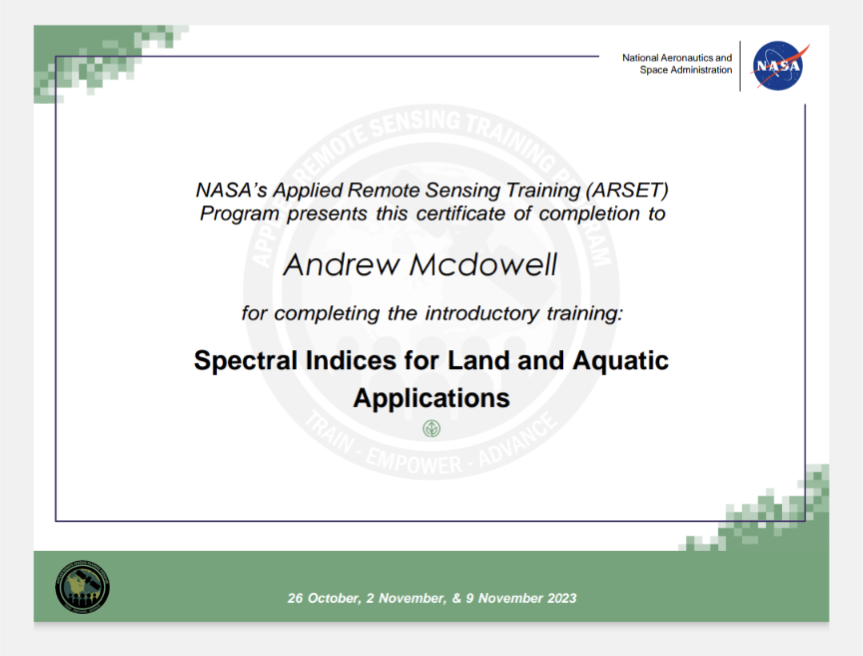 National Aeronautics and
Space Administration
NASA
APPLIED REMOTE SENSING TRAINING PROGRAM
NASA's Applied Remote Sensing Training (ARSET)
Program presents this certificate of completion to
Andrew Mcdowell
for completing the introductory training:
Spectral Indices for Land and Aquatic
Applications
TRAIN - EMPOWER - ADVANCE
26 October, 2 November, & 9 November 2023